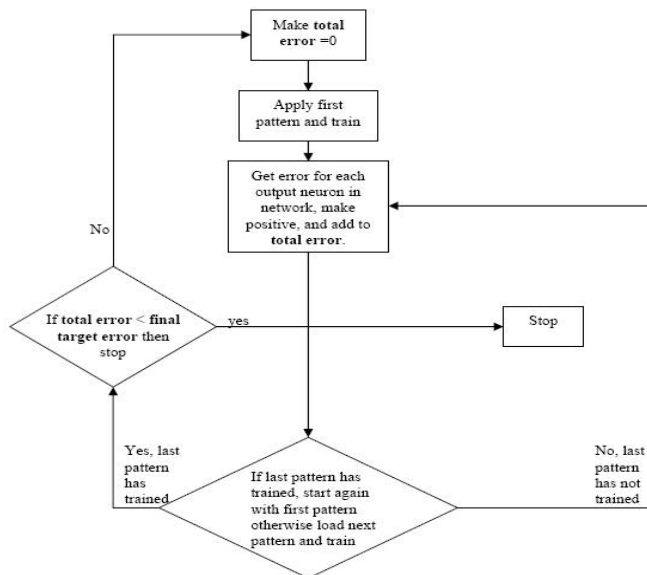 Make total
error =0
Apply first
pattern and train
Get error for each
output neuron in
network, make
positive, and add to
total error.
No
If total error < final
target error then
stop
yes
Stop
Yes, last
pattern
has
trained
If last pattern has
trained, start again
with first pattern
otherwise load next
pattern and train
No, last
pattern
has not
trained